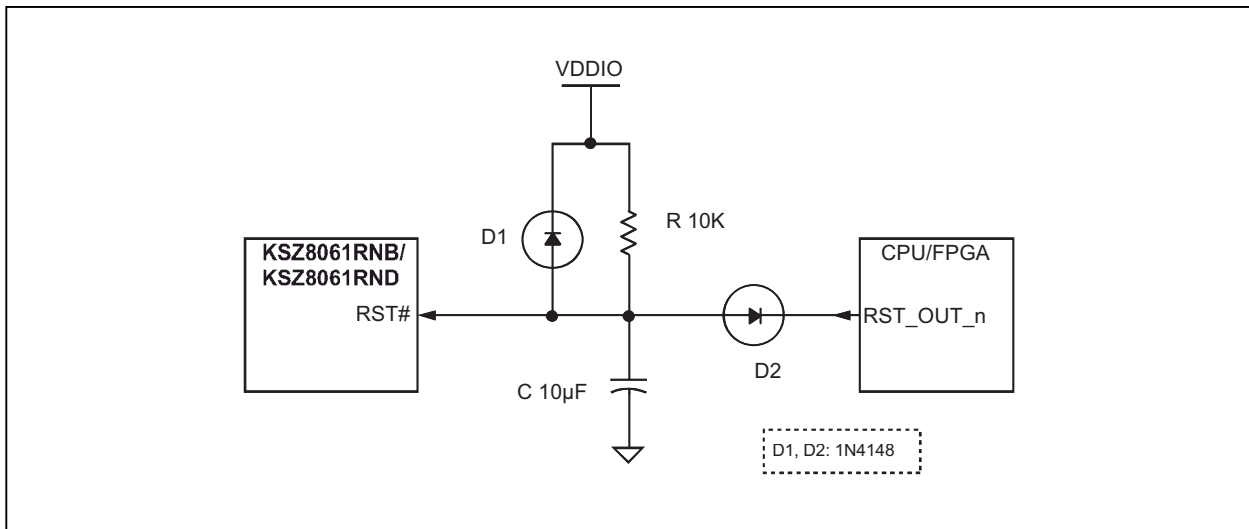 VDDIO
D1
R 10K
KSZ8061RNB/
KSZ8061RND
RST#
CPU/FPGA
RST_OUT_n
D2
C 10µF
D1, D2: 1N4148